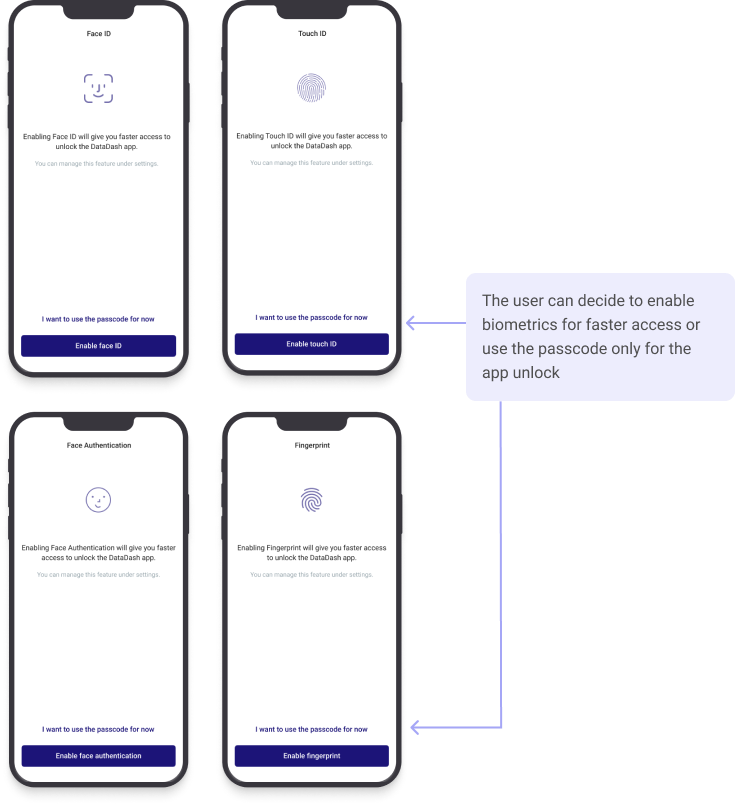 Face ID
Enabling Face ID will give you faster access to
unlock the DataDash app.
You can manage this feature under settings.
I want to use the passcode for now
Enable face ID
Touch ID
Enabling Touch ID will give you faster access to
unlock the DataDash app.
You can manage this feature under settings.
I want to use the passcode for now
Enable touch ID
The user can decide to enable
biometrics for faster access or
use the passcode only for the
app unlock
Face Authentication
Enabling Face Authentication will give you faster
access to unlock the DataDash app.
You can manage this feature under settings.
I want to use the passcode for now
Enable face authentication
Fingerprint
Enabling Fingerprint will give you faster access
to unlock the DataDash app.
You can manage this feature under settings.
I want to use the passcode for now
Enable fingerprint